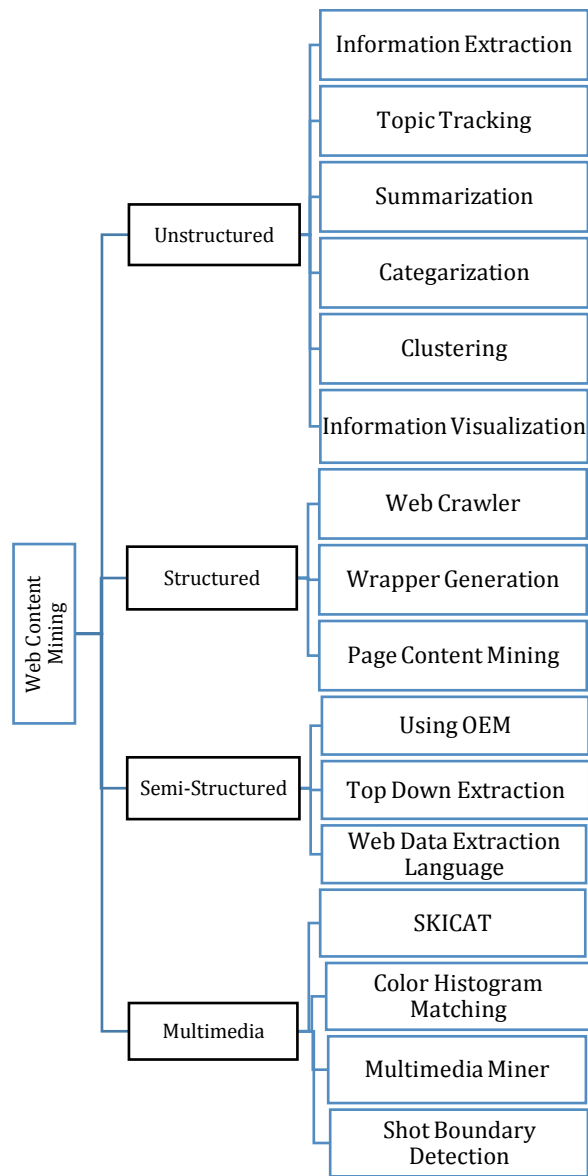 Web Content
Mining
Unstructured
Information Extraction
Topic Tracking
Summarization
Categarization
Clustering
Information Visualization
Structured
Web Crawler
Wrapper Generation
Page Content Mining
Semi-Structured
Using OEM
Top Down Extraction
Web Data Extraction
Language
Multimedia
SKICAT
Color Histogram
Matching
Multimedia Miner
Shot Boundary
Detection